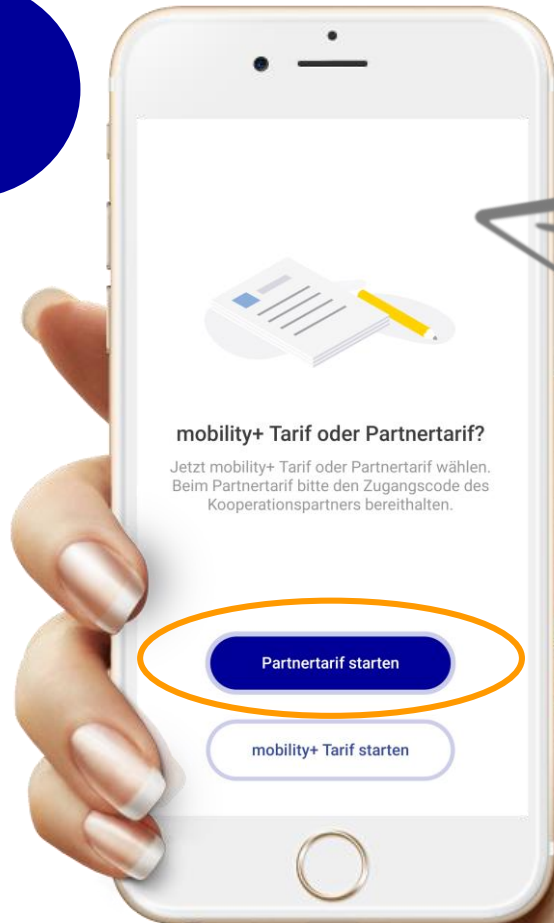 mobility+ Tarif oder Partnertarif?
Jetzt mobility+ Tarif oder Partnertarif wählen.
Beim Partnertarif bitte den Zugangscode des
Kooperationspartners bereithalten.
Partnertarif starten
mobility+ Tarif starten